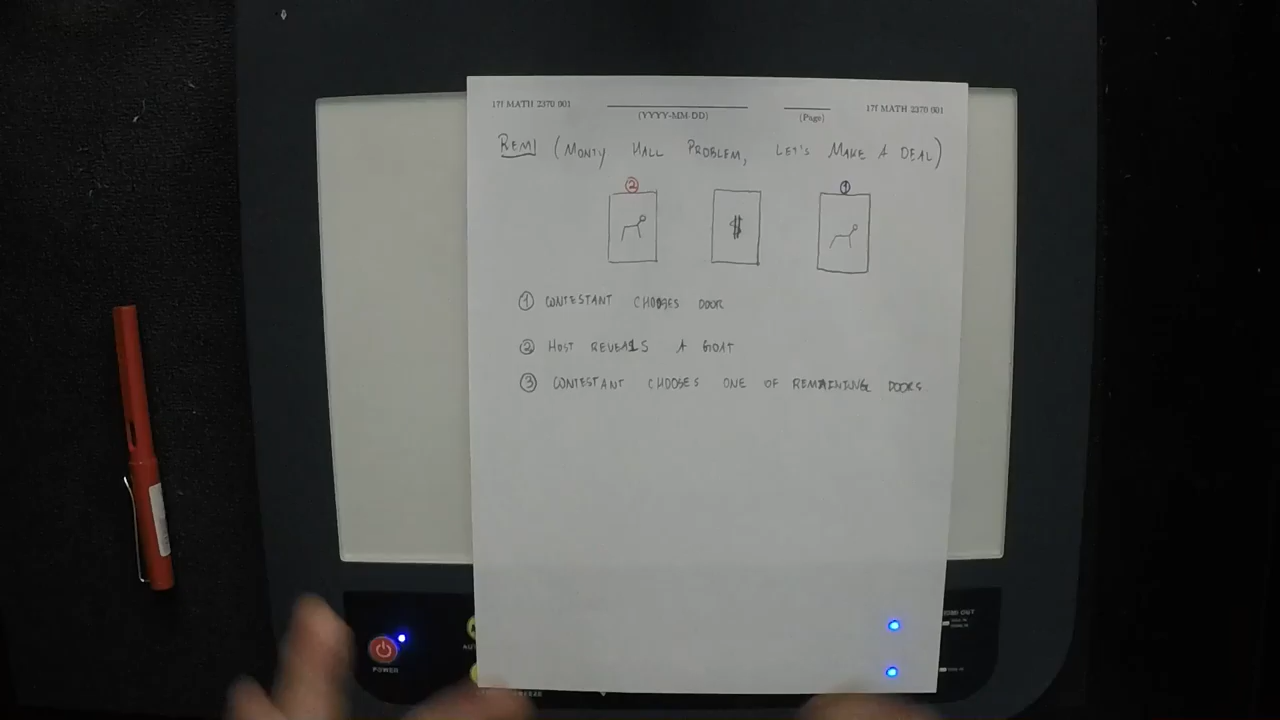 17f MATH 2370 001 (YYYY-MM-DD) (Page) 17f MATH 2370 001
REM (MONTY HALL PROBLEM, LET'S MAKE A DEAL)
② ①
$
① CONTESTANT CHOOSES DOOR
② HOST REVEALS A GOAT
③ CONTESTANT CHOOSES ONE OF REMAINING DOORS
POWER